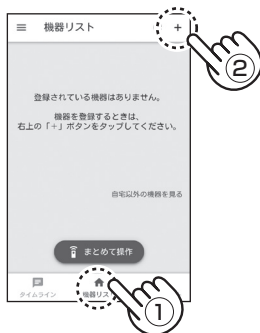 機器リスト
+
②
登録されている機器はありません。
機器を登録するときは、
右上の「+」ボタンをタップしてください。
自宅以外の機器を見る
まとめて操作
タイムライン
機器リスト
①